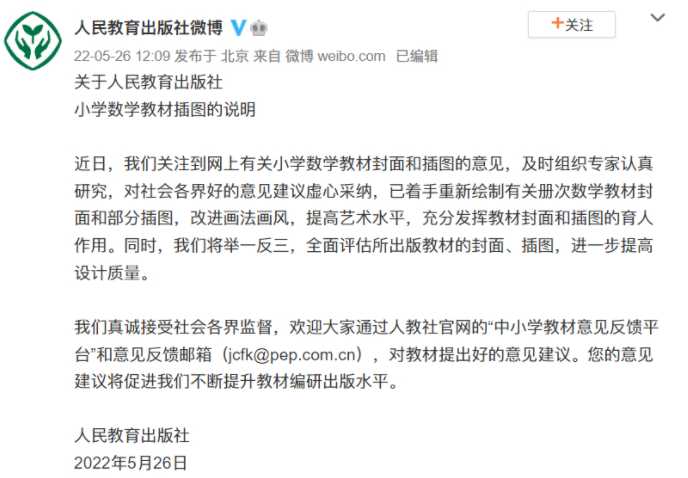 人民教育出版社微博
+关注
22-05-26 12:09 发布于 北京 来自 微博 weibo.com 已编辑
关于人民教育出版社
小学数学教材插图的说明
近日，我们关注到网上有关小学数学教材封面和插图的意见，及时组织专家认真
研究，对社会各界好的意见建议虚心采纳，已着手重新绘制有关册次数学教材封
面和部分插图，改进画法画风，提高艺术水平，充分发挥教材封面和插图的育人
作用。同时，我们将举一反三，全面评估所出版教材的封面、插图，进一步提高
设计质量。
我们真诚接受社会各界监督，欢迎大家通过人教社官网的“中小学教材意见反馈平
台”和意见反馈邮箱（jcfk@pep.com.cn），对教材提出好的意见建议。您的意见
建议将促进我们不断提升教材编研出版水平。
人民教育出版社
2022年5月26日